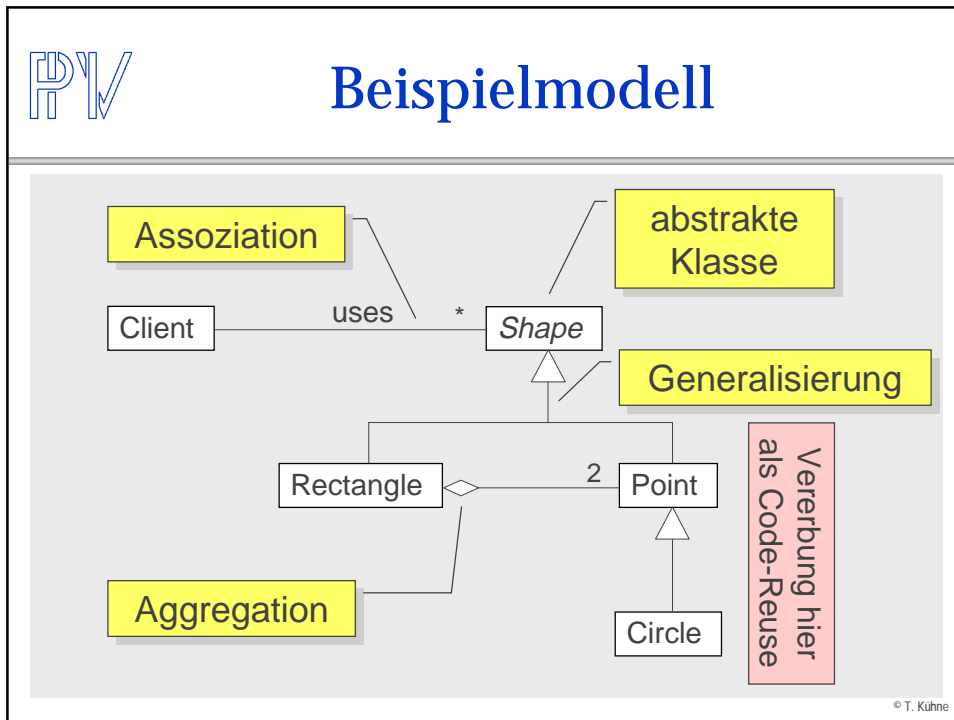 PPV
Beispielmodell
Assoziation
abstrakte
Klasse
Client
uses
*
Shape
Generalisierung
Rectangle
2
Point
Vererbung hier
als Code-Reuse
Aggregation
Circle
© T. Kühne